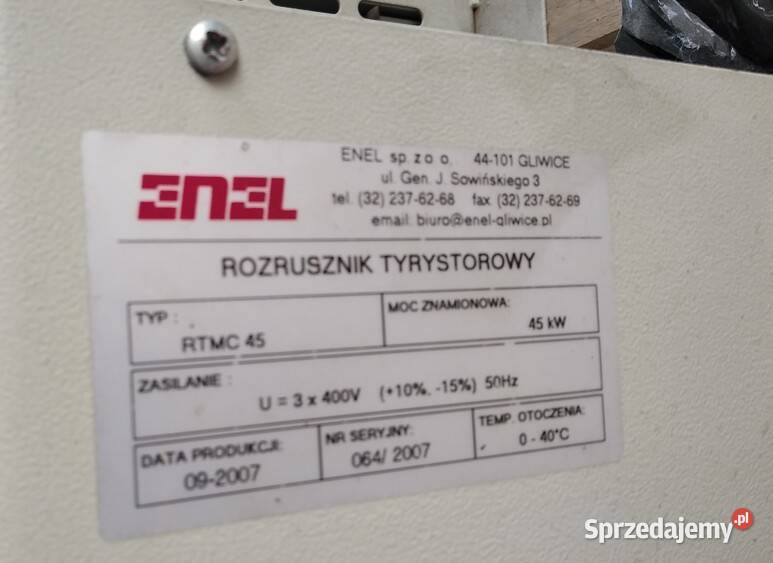 ENEL
ENEL sp. z o o. 44-101 GLIWICE
ul. Gen. J. Sowińskiego 3
tel. (32) 237-62-68 fax. (32) 237-62-69
email: biuro@enel-gliwice.pl
ROZRUSZNIK TYRYSTOROWY
TYP :
RTMC 45
MOC ZNAMIONOWA:
45 kW
ZASILANIE :
U = 3 x 400V (+10%, -15%) 50Hz
DATA PRODUKCJI:
09-2007
NR SERYJNY:
064/ 2007
TEMP. OTOCZENIA:
0 - 40°C
Sprzedajemy.pl